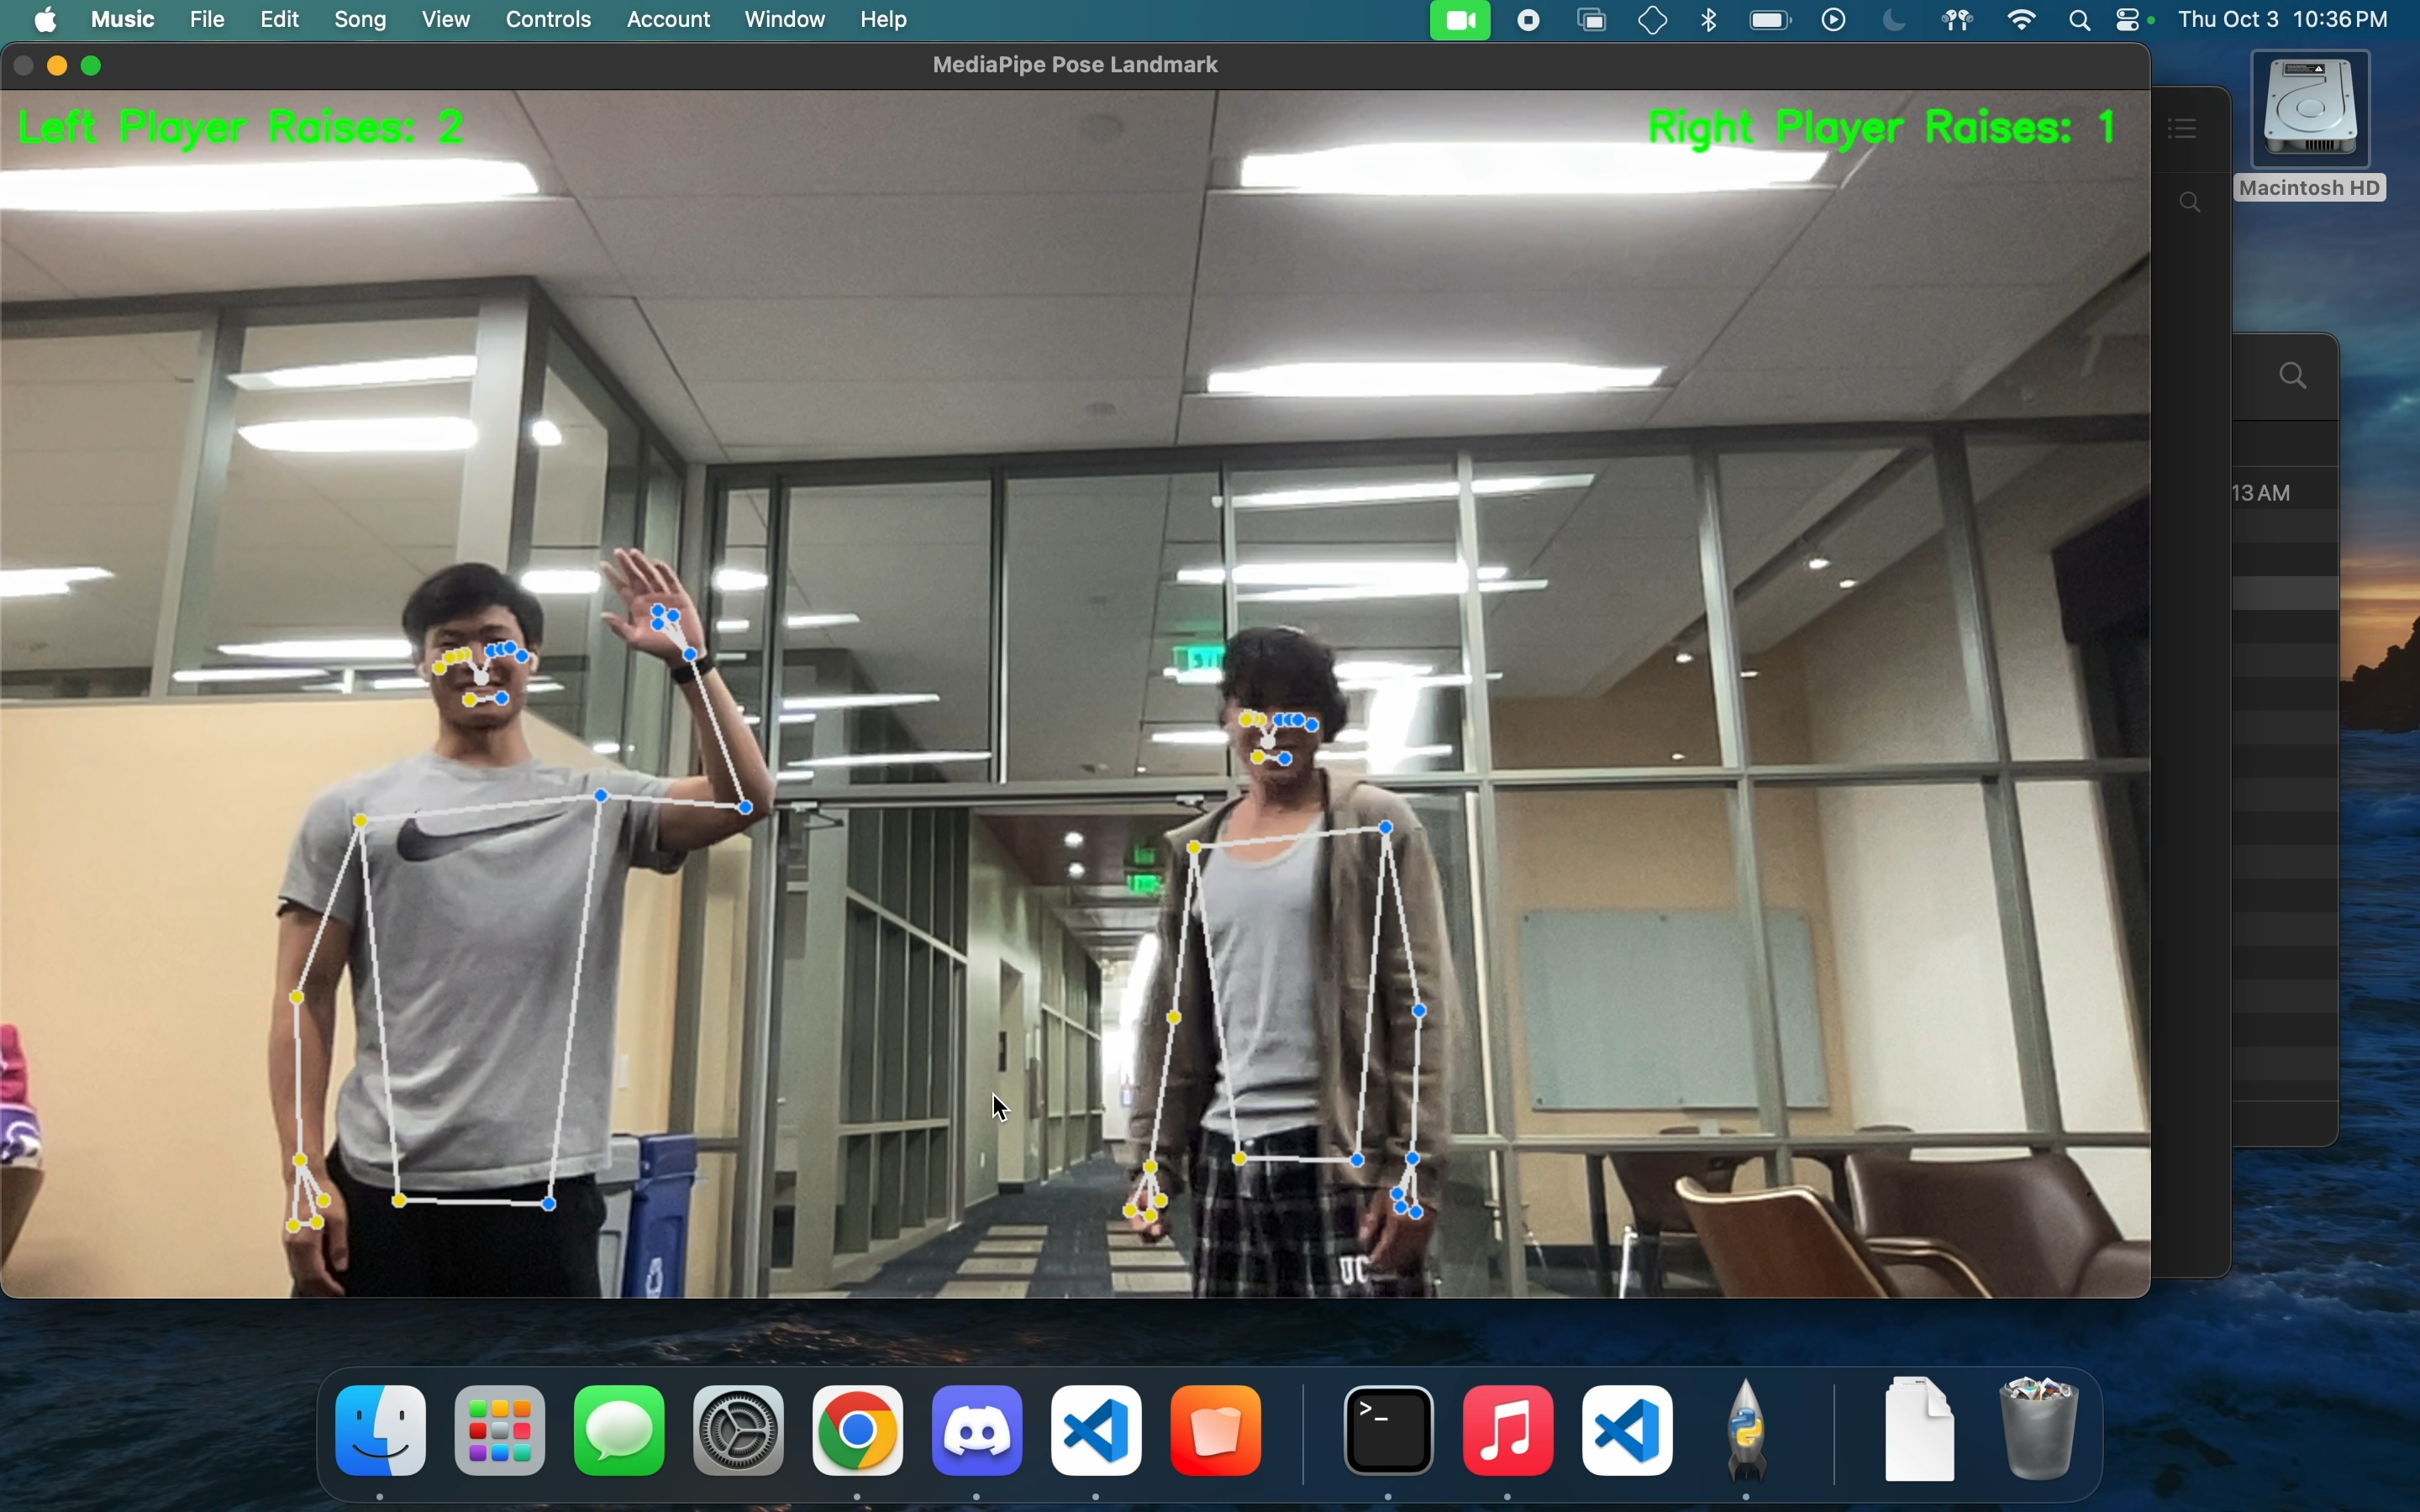 Music File Edit Song View Controls Account Window Help Thu Oct 3 10:36 PM
MediaPipe Pose Landmark
Left Player Raises: 2 Right Player Raises: 1
Macintosh HD
13 AM
UC
>_